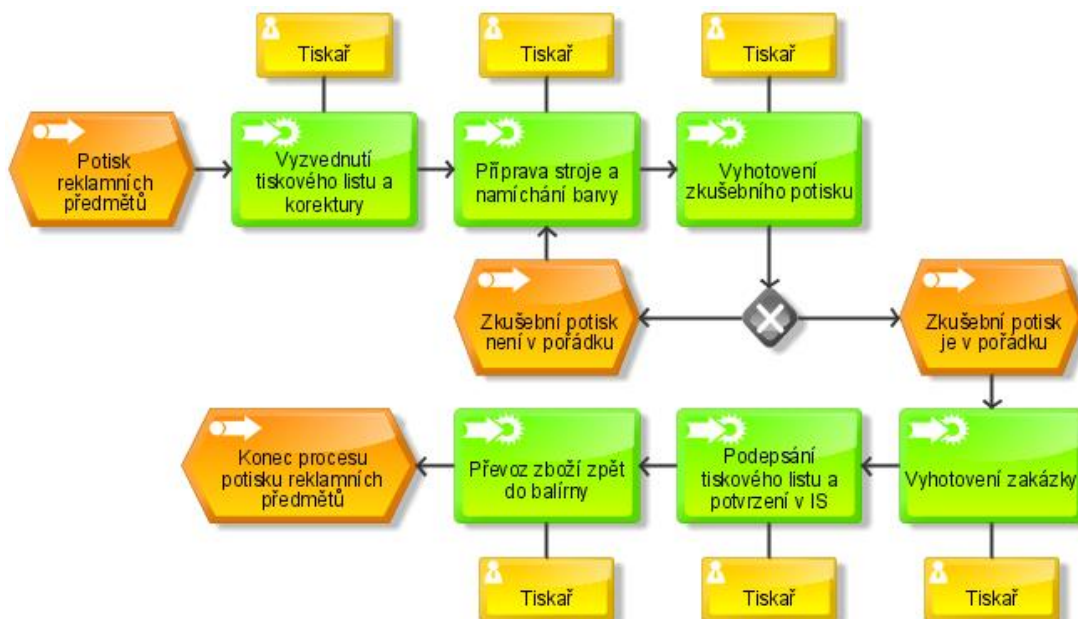 Tiskař
Tiskař
Tiskař
Potisk
reklamních
předmětů
Vyzvednutí
tiskového listu a
korektury
Příprava stroje a
namíchání barvy
Vyhotovení
zkušebního potisku
Zkušební potisk
není v pořádku
Zkušební potisk
je v pořádku
Konec procesu
potisku reklamních
předmětů
Převoz zboží zpět
do balírny
Podepsání
tiskového listu a
potvrzení v IS
Vyhotovení zakázky
Tiskař
Tiskař
Tiskař